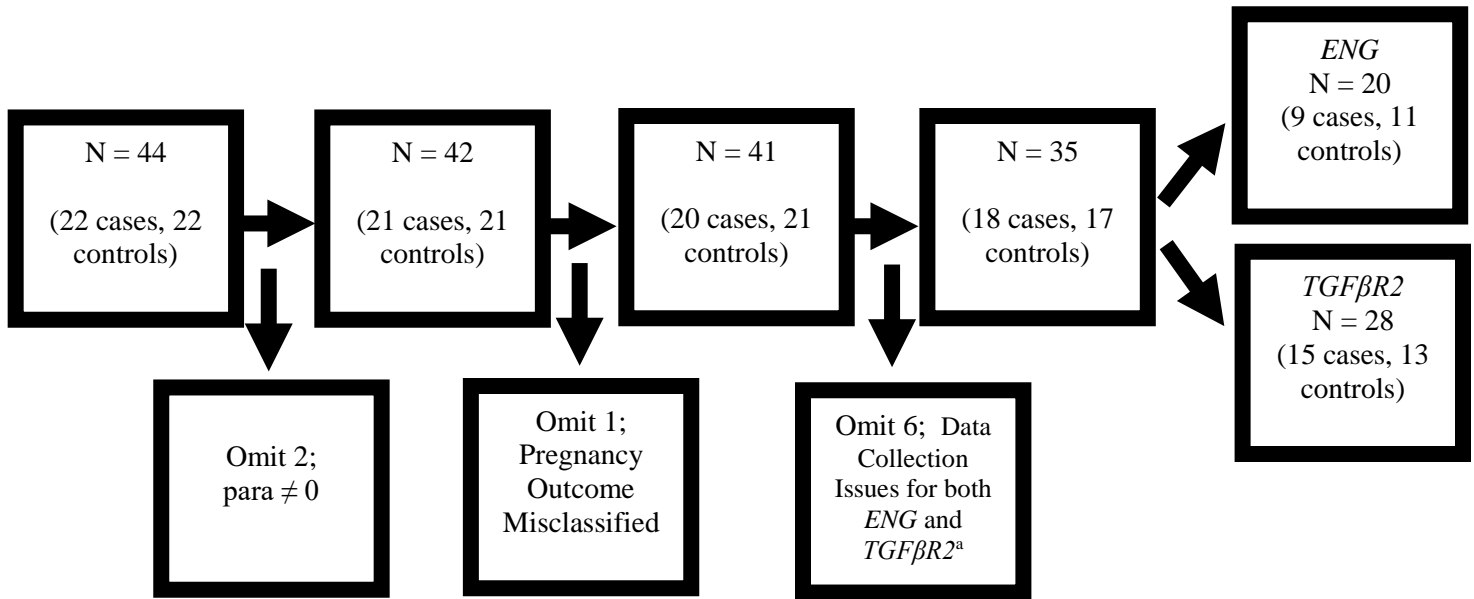 N = 44
(22 cases, 22
controls)
N = 42
(21 cases, 21
controls)
N = 41
(20 cases, 21
controls)
N = 35
(18 cases, 17
controls)
ENG
N = 20
(9 cases, 11
controls)
TGFβR2
N = 28
(15 cases, 13
controls)
Omit 2;
para ≠ 0
Omit 1;
Pregnancy
Outcome
Misclassified
Omit 6; Data
Collection
Issues for both
ENG and
TGFβR2ᵃ